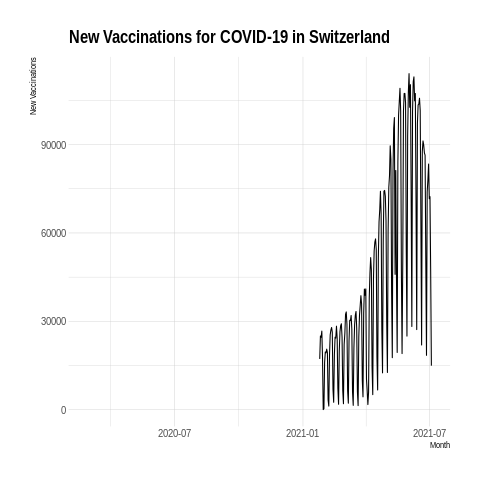 New Vaccinations for COVID-19 in Switzerland
New Vaccinations
90000
60000
30000
0
2020-07
2021-01
2021-07
Month